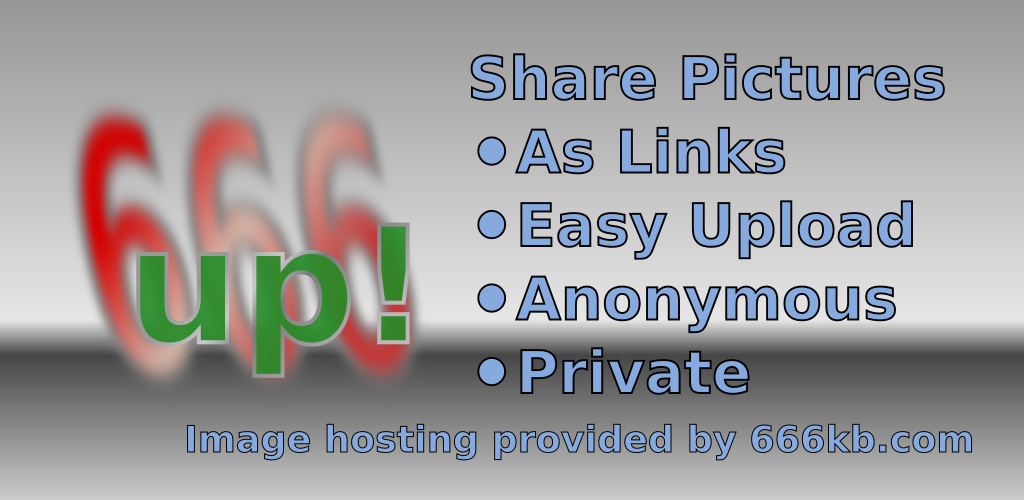 666
up!
Share Pictures
•As Links
•Easy Upload
•Anonymous
•Private
Image hosting provided by 666kb.com